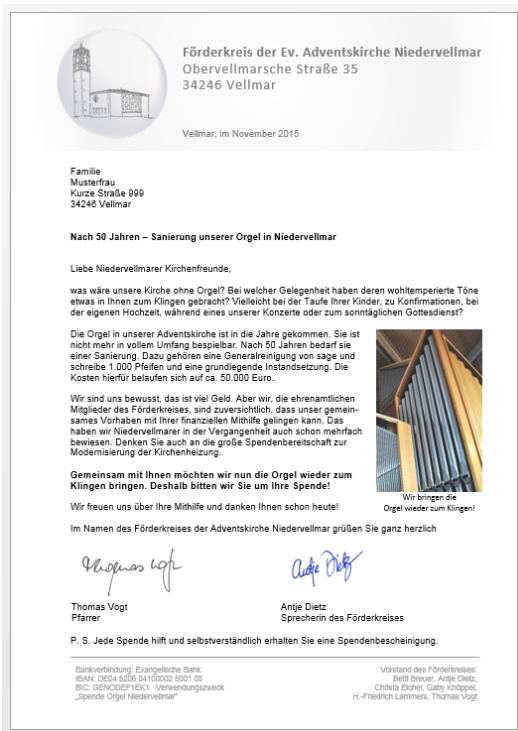 Förderkreis der Ev. Adventskirche Niedervellmar
Obervellmarsche Straße 35
34246 Vellmar
Vellmar, im November 2015
Familie
Musterfrau
Kurze Straße 999
34246 Vellmar
Nach 50 Jahren – Sanierung unserer Orgel in Niedervellmar
Liebe Niedervellmarer Kirchenfreunde,
was wäre unsere Kirche ohne Orgel? Bei welcher Gelegenheit haben deren wohltemperte Töne
etwas in Ihnen zum Klingen gebracht? Vielleicht bei der Taufe Ihrer Kinder, zu Konfirmationen, bei
der eigenen Hochzeit, während eines unserer Konzerte oder zum sonntäglichen Gottesdienst?
Die Orgel in unserer Adventskirche ist in die Jahre gekommen. Sie ist
nicht mehr in vollem Umfang bespielbar. Nach 50 Jahren bedarf sie
einer Sanierung. Dazu gehören eine Generalreinigung von sage und
schreibe 1.000 Pfeifen und eine grundlegende Instandsetzung. Die
Kosten hierfür belaufen sich auf ca. 50.000 Euro.
Wir sind uns bewusst, das ist viel Geld. Aber wir, die ehrenamtlichen
Mitglieder des Förderkreises, sind zuversichtlich, dass unser gemein-
sames Vorhaben mit Ihrer finanziellen Mithilfe gelingen kann. Das
haben wir Niedervellmarer in der Vergangenheit auch schon mehrfach
bewiesen. Denken Sie auch an die große Spendenbereitschaft zur
Modernisierung der Kirchenheizung.
Gemeinsam mit Ihnen möchten wir nun die Orgel wieder zum
Klingen bringen. Deshalb bitten wir Sie um Ihre Spende!
Wir freuen uns über Ihre Mithilfe und danken Ihnen schon heute!
Wir bringen die
Orgel wieder zum Klingen!
Im Namen des Förderkreises der Adventskirche Niedervellmar grüßen Sie ganz herzlich
Thomas Vogt
Antje Dietz
Thomas Vogt
Pfarrer
Antje Dietz
Sprecherin des Förderkreises
P. S. Jede Spende hilft und selbstverständlich erhalten Sie eine Spendenbescheinigung.
Bankverbindung: Evangelische Bank
IBAN: DE04 5206 04100002 5001 00
BIC: GENODEF1EK1 Verwendungszweck
„Spende Orgel Niedervellmar"
Vorstand des Förderkreises:
Betti Breuer, Antje Dietz,
Christa Eichel, Gaby Knöppel,
H.-Friedrich Lammers, Thomas Vogt